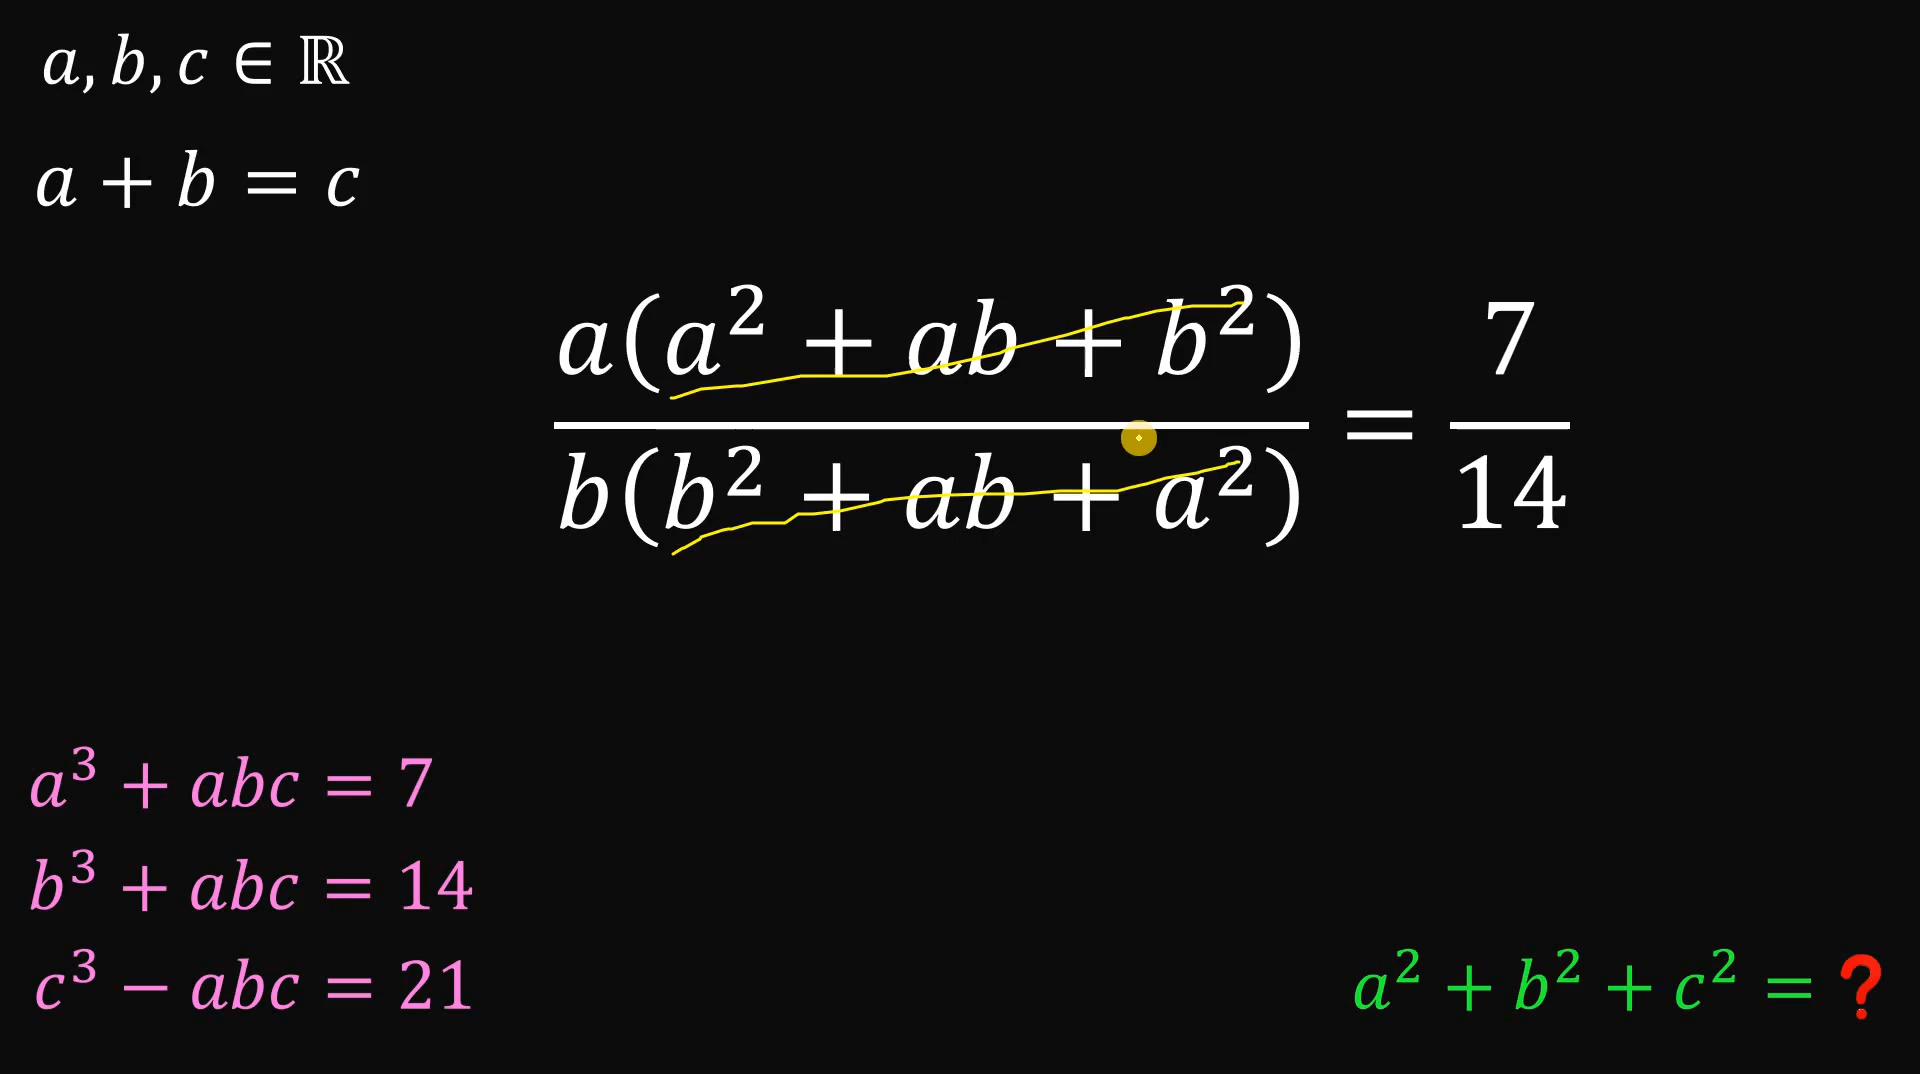 a, b, c ∈ ℝ
a + b = c
a(a² + ab + b²) / b(b² + ab + a²) = 7 / 14
a³ + abc = 7
b³ + abc = 14
c³ − abc = 21
a² + b² + c² = ?